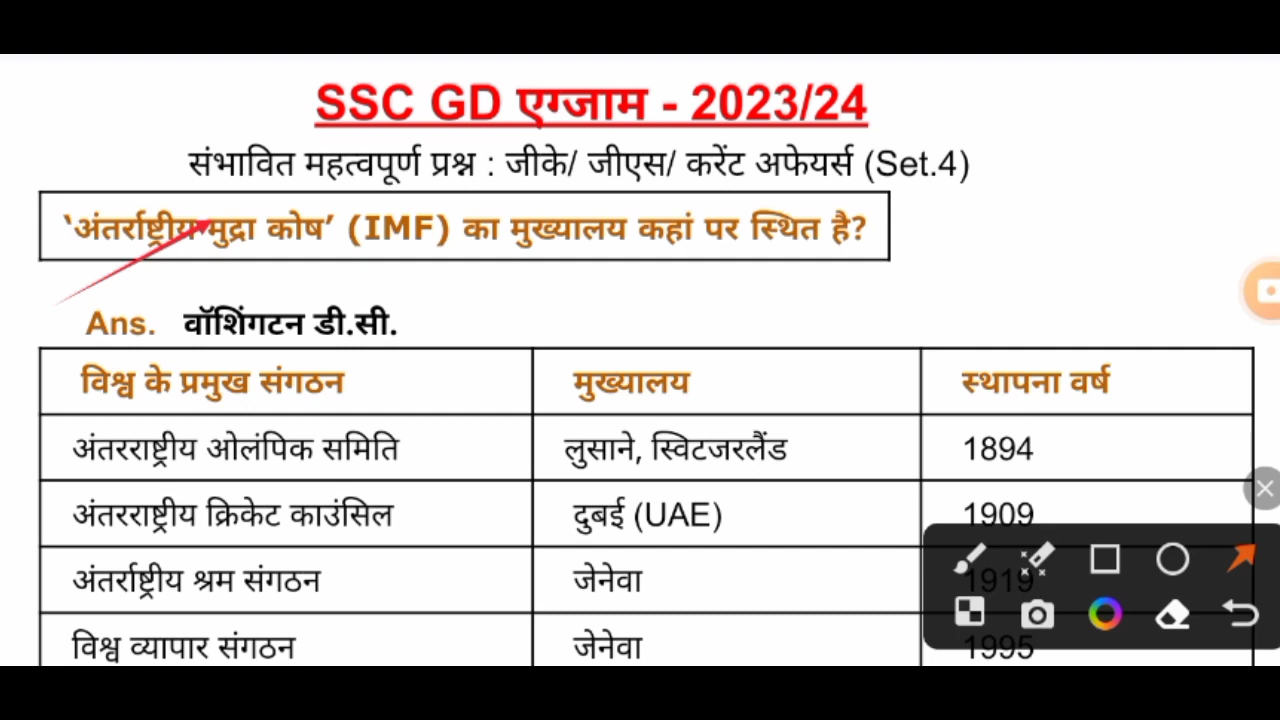 SSC GD एग्जाम - 2023/24
संभावित महत्वपूर्ण प्रश्न : जीके/ जीएस/ करेंट अफेयर्स (Set.4)
‘अंतर्राष्ट्रीय मुद्रा कोष’ (IMF) का मुख्यालय कहां पर स्थित है?
Ans. वॉशिंगटन डी.सी.
विश्व के प्रमुख संगठन मुख्यालय स्थापना वर्ष
अंतरराष्ट्रीय ओलंपिक समिति लुसाने, स्विटजरलैंड 1894
अंतरराष्ट्रीय क्रिकेट काउंसिल दुबई (UAE) 1909
अंतर्राष्ट्रीय श्रम संगठन जेनेवा 1919
विश्व व्यापार संगठन जेनेवा 1995